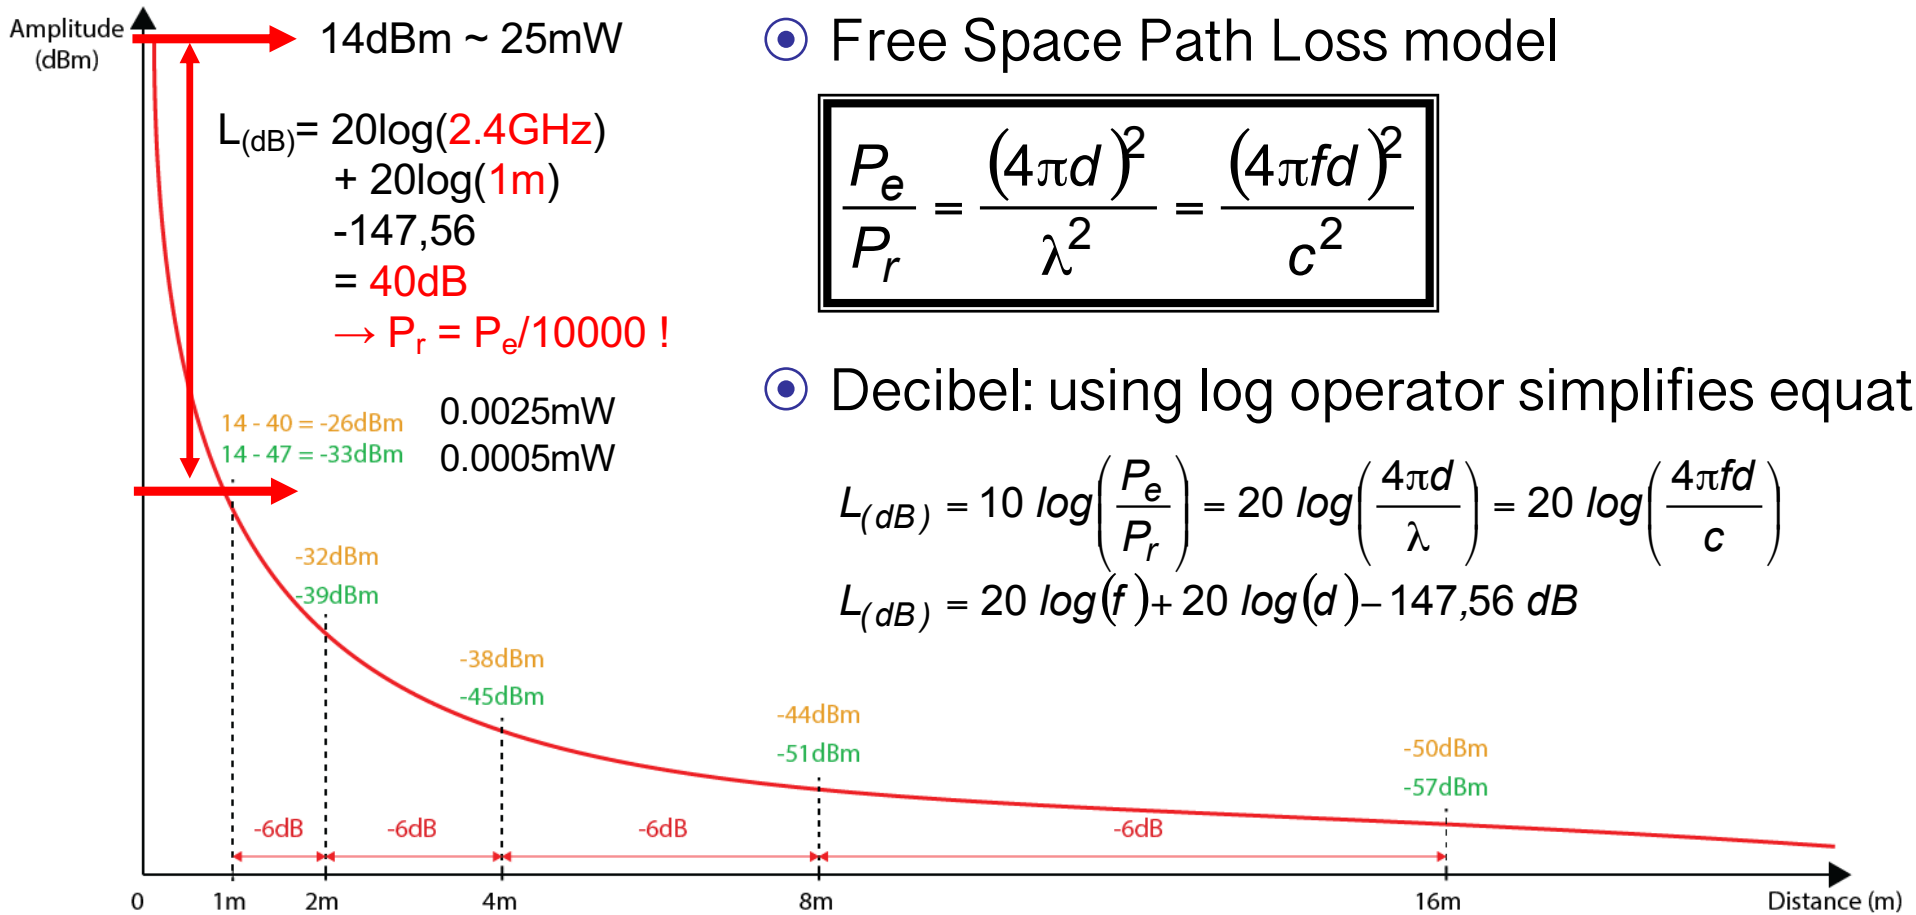 Amplitude
(dBm)
14dBm ~ 25mW
L(dB)= 20log(2.4GHz)
+ 20log(1m)
-147,56
= 40dB
→ Pr = Pe/10000 !
14 - 40 = -26dBm
0.0025mW
14 - 47 = -33dBm
0.0005mW
-32dBm
-39dBm
-38dBm
-45dBm
-44dBm
-51dBm
-50dBm
-57dBm
-6dB
-6dB
-6dB
-6dB
0
1m
2m
4m
8m
16m
Distance (m)
Free Space Path Loss model
Pe/Pr = (4πd)²/λ² = (4πfd)²/c²
Decibel: using log operator simplifies equat
L(dB) = 10 log(Pe/Pr) = 20 log(4πd/λ) = 20 log(4πfd/c)
L(dB) = 20 log(f)+ 20 log(d)– 147,56 dB